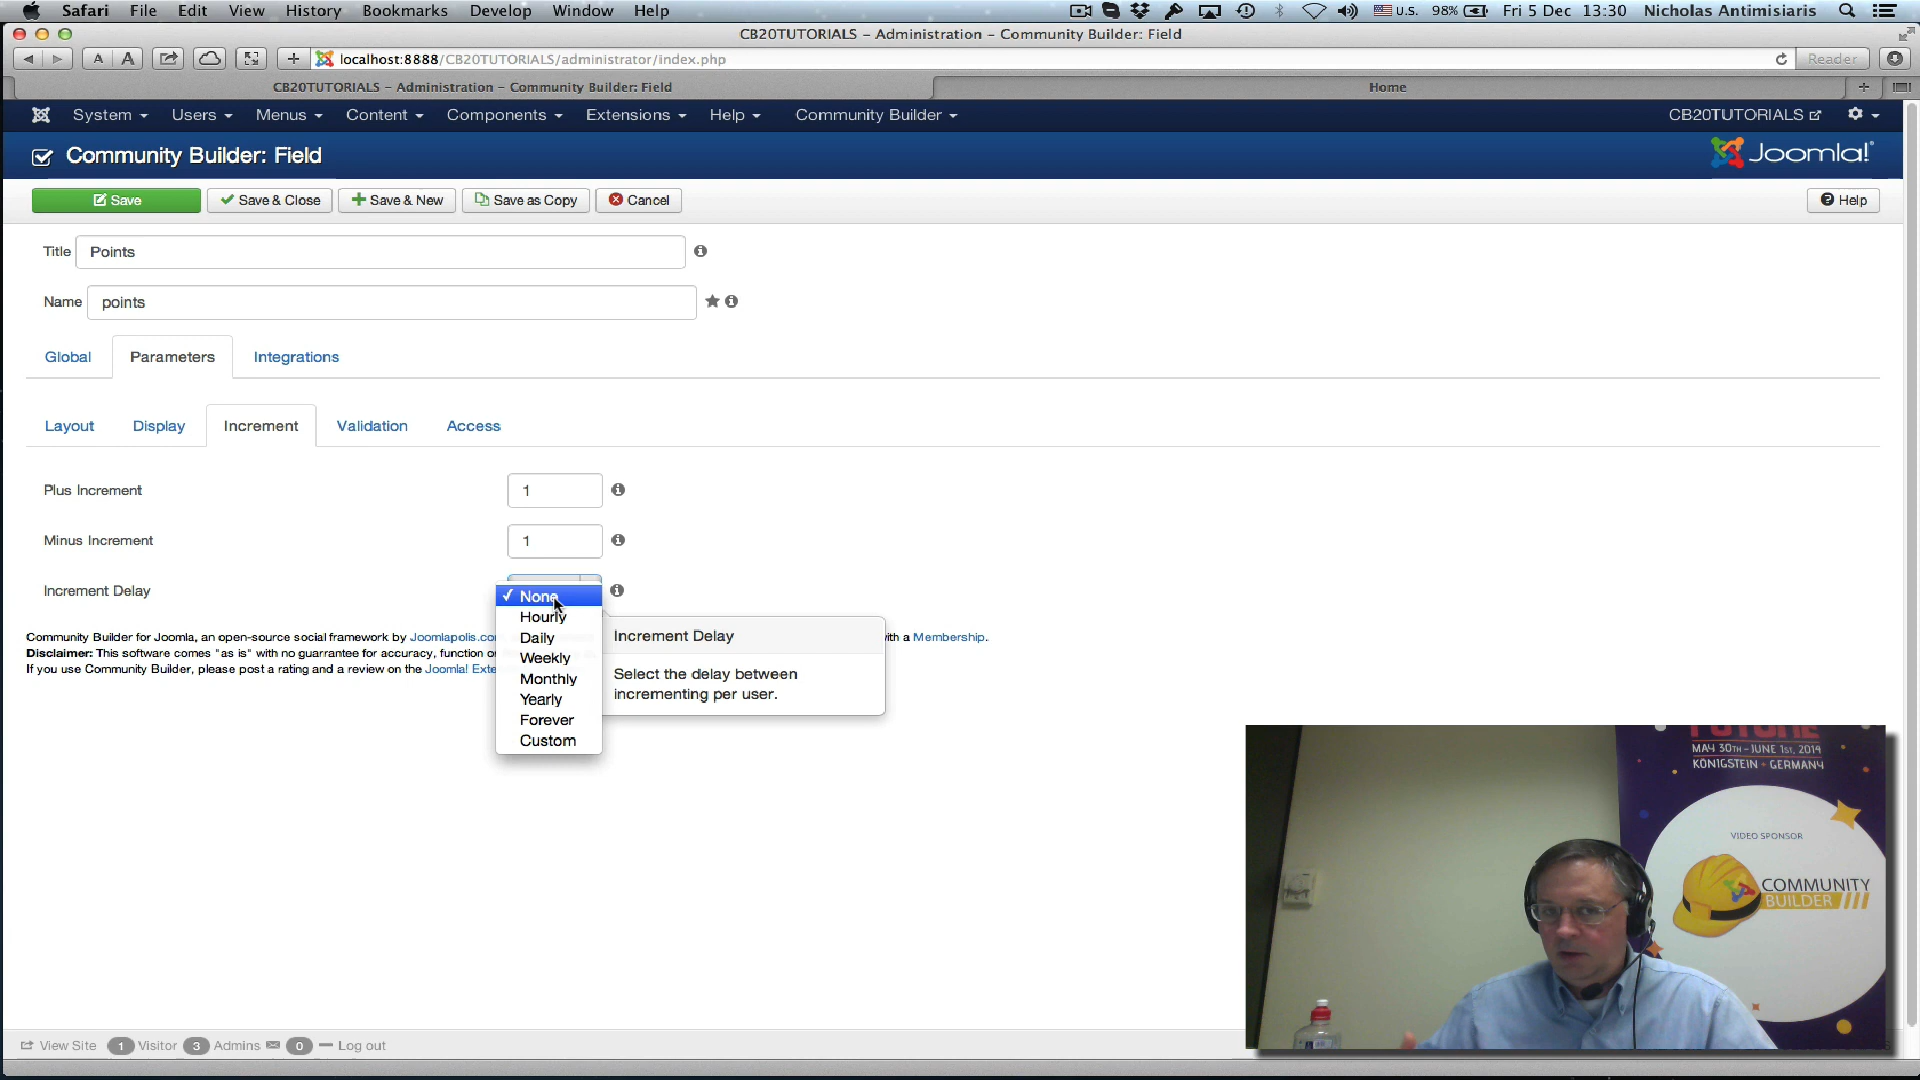 Safari File Edit View History Bookmarks Develop Window Help U.S. 98% Fri 5 Dec 13:30 Nicholas Antimisiaris
CB20TUTORIALS – Administration – Community Builder: Field
A A + localhost:8888/CB20TUTORIALS/administrator/index.php Reader
CB20TUTORIALS – Administration – Community Builder: Field Home +
System Users Menus Content Components Extensions Help Community Builder CB20TUTORIALS
Community Builder: Field Joomla!
Save Save & Close Save & New Save as Copy Cancel Help
Title Points
Name points
Global Parameters Integrations
Layout Display Increment Validation Access
Plus Increment 1
Minus Increment 1
Increment Delay
None
Hourly
Daily
Weekly
Monthly
Yearly
Forever
Custom
Increment Delay
Select the delay between
incrementing per user.
Community Builder for Joomla, an open-source social framework by Joomlapolis.co ith a Membership.
Disclaimer: This software comes "as is" with no guarrantee for accuracy, function o
If you use Community Builder, please post a rating and a review on the Joomla! Exte
MAY 30TH - JUNE 1ST, 2014
KÖNIGSTEIN - GERMANY
VIDEO SPONSOR
COMMUNITY
BUILDER
View Site 1 Visitor 3 Admins 0 Log out